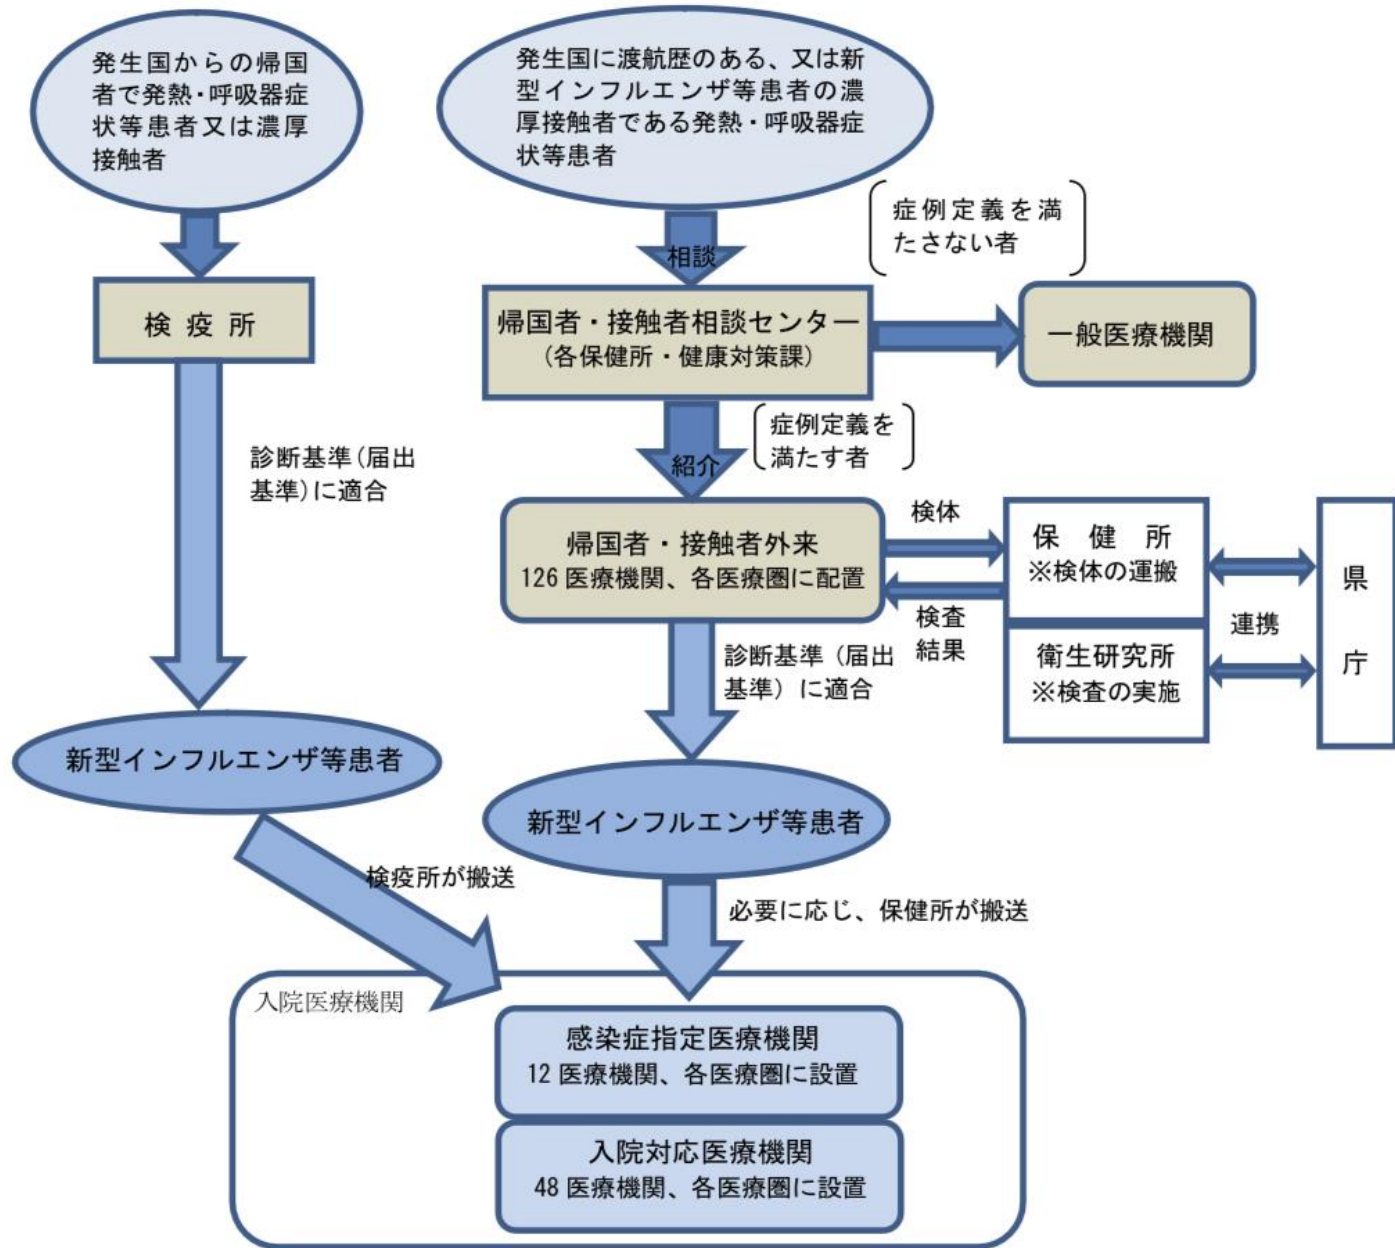 発生国からの帰国
者で発熱・呼吸器症
状等患者又は濃厚
接触者
発生国に渡航歴のある、又は新
型インフルエンザ等患者の濃
厚接触者である発熱・呼吸器症
状等患者
相談
症例定義を満
たさない者
検疫所
帰国者・接触者相談センター
(各保健所・健康対策課)
一般医療機関
診断基準(届出
基準)に適合
紹介
症例定義を
満たす者
帰国者・接触者外来
126 医療機関、各医療圏に配置
検体
検査
結果
保健所
※検体の運搬
衛生研究所
※検査の実施
連携
県
庁
診断基準(届出
基準)に適合
新型インフルエンザ等患者
新型インフルエンザ等患者
検疫所が搬送
必要に応じ、保健所が搬送
入院医療機関
感染症指定医療機関
12 医療機関、各医療圏に設置
入院対応医療機関
48 医療機関、各医療圏に設置